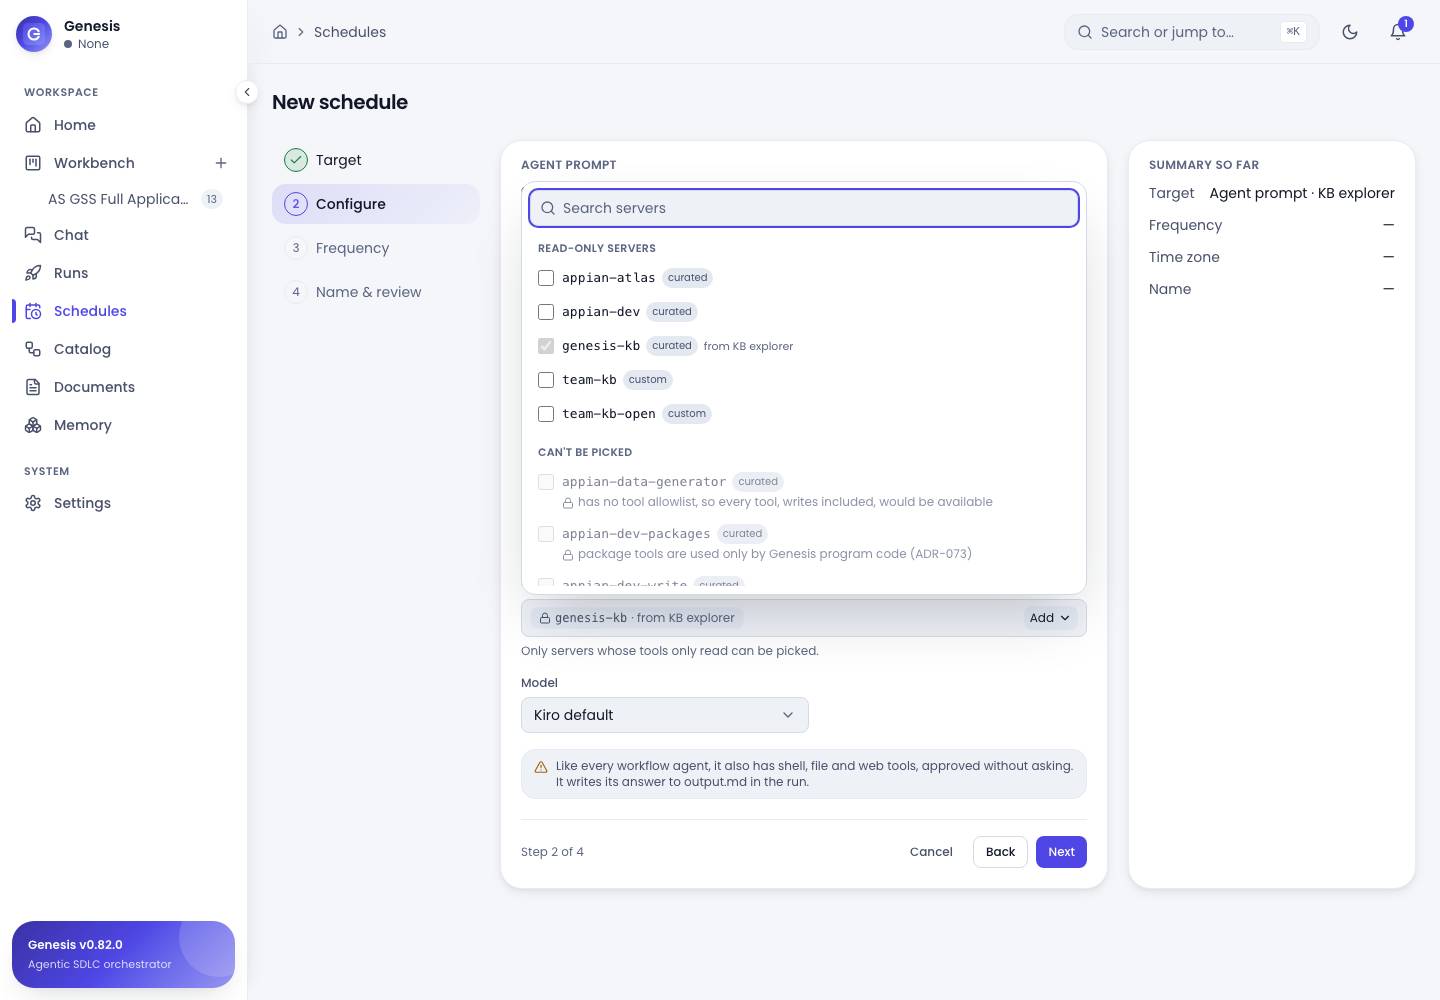 Genesis
None
WORKSPACE
Home
Workbench
AS GSS Full Applica...
13
Chat
Runs
Schedules
Catalog
Documents
Memory
SYSTEM
Settings
Genesis v0.82.0
Agentic SDLC orchestrator
Schedules
Search or jump to...
⌘K
1
New schedule
Target
2 Configure
3 Frequency
4 Name & review
AGENT PROMPT
Search servers
READ-ONLY SERVERS
appian-atlas curated
appian-dev curated
genesis-kb curated from KB explorer
team-kb custom
team-kb-open custom
CAN'T BE PICKED
appian-data-generator curated
has no tool allowlist, so every tool, writes included, would be available
appian-dev-packages curated
package tools are used only by Genesis program code (ADR-073)
appian-dev-write curated
genesis-kb · from KB explorer
Add
Only servers whose tools only read can be picked.
Model
Kiro default
Like every workflow agent, it also has shell, file and web tools, approved without asking.
It writes its answer to output.md in the run.
Step 2 of 4
Cancel
Back
Next
SUMMARY SO FAR
Target Agent prompt · KB explorer
Frequency —
Time zone —
Name —